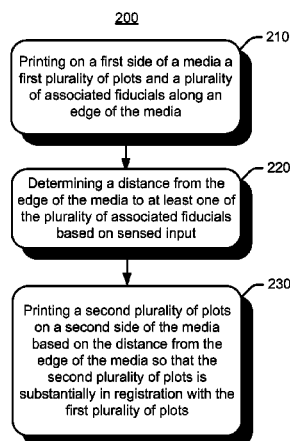 200
210
Printing on a first side of a media a
first plurality of plots and a plurality
of associated fiducials along an
edge of the media
220
Determining a distance from the
edge of the media to at least one of
the plurality of associated fiducials
based on sensed input
230
Printing a second plurality of plots
on a second side of the media
based on the distance from the
edge of the media so that the
second plurality of plots is
substantially in registration with the
first plurality of plots